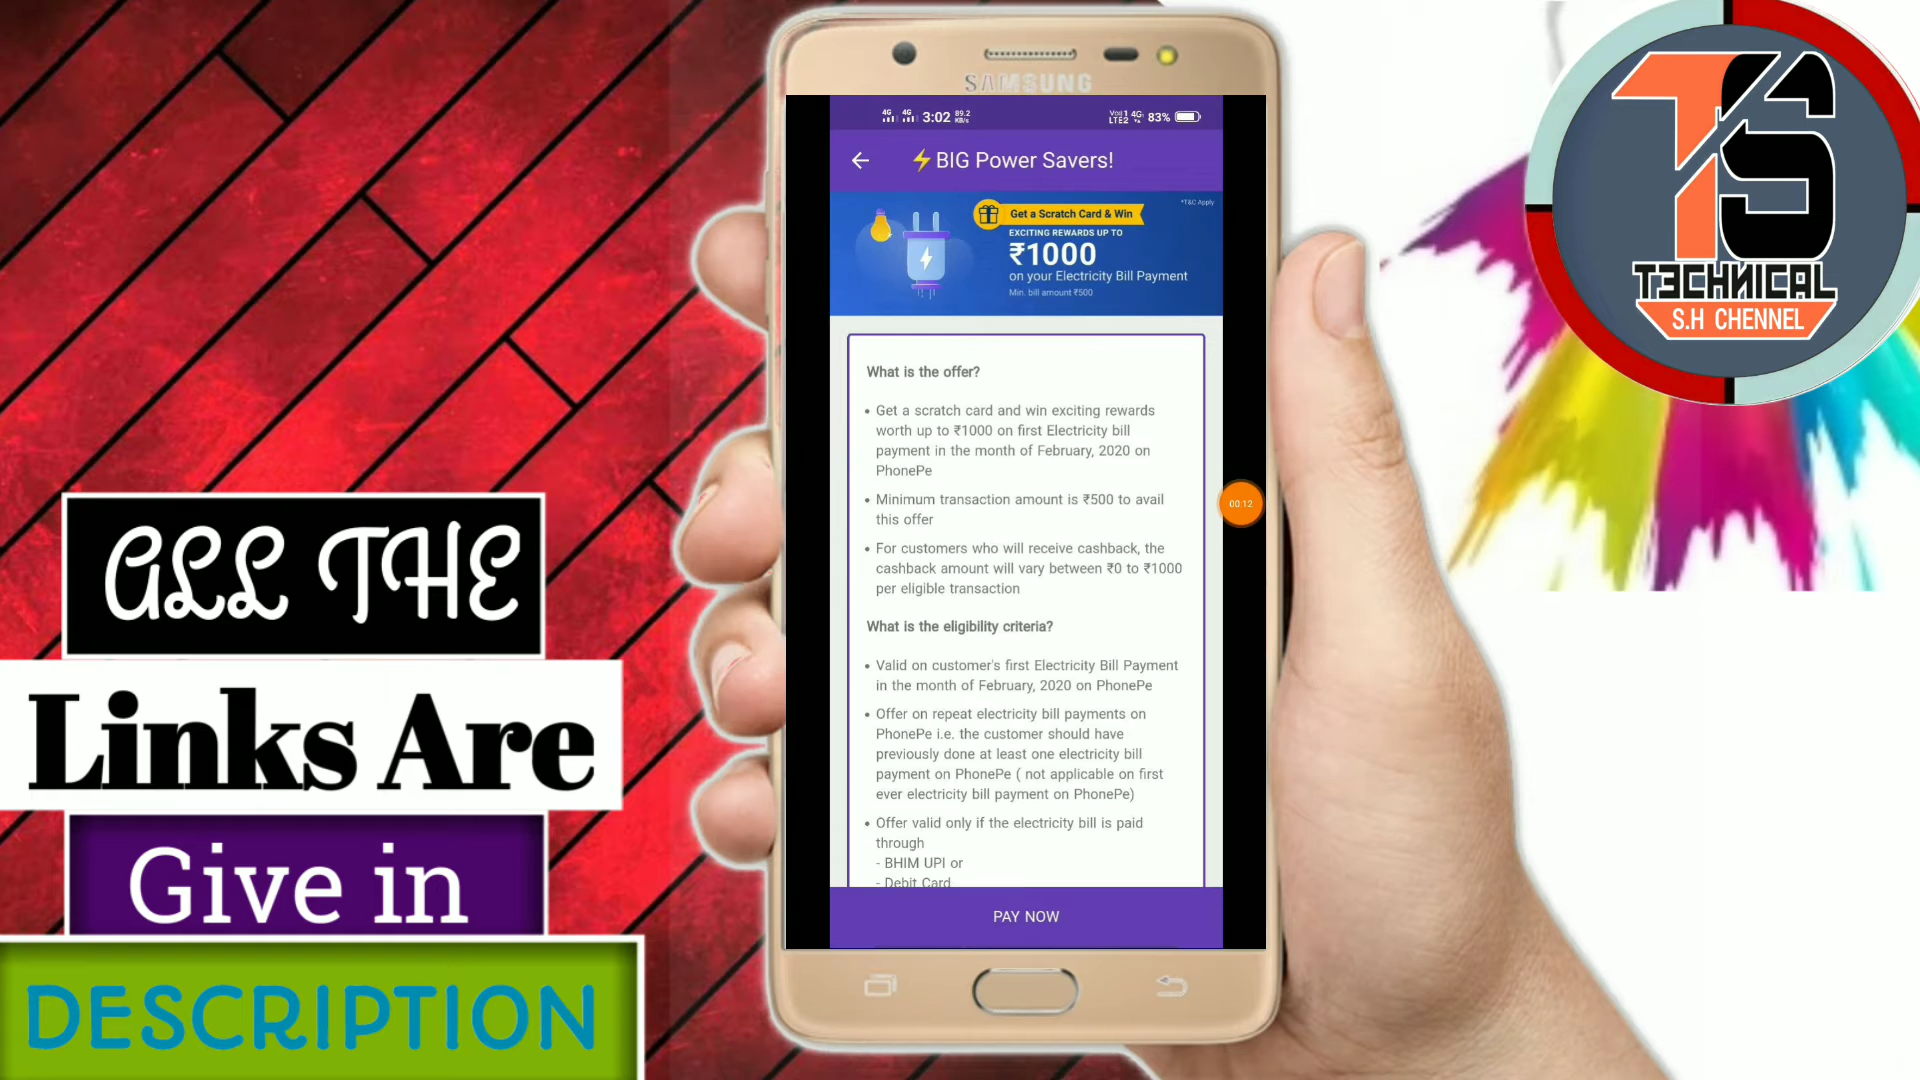 SAMSUNG
4G 4G 3:02 89.2 KB/s
LTE2 4G 83%
⚡BIG Power Savers!
*T&C Apply
Get a Scratch Card & Win
EXCITING REWARDS UP TO
₹1000
on your Electricity Bill Payment
Min. bill amount ₹500
What is the offer?
• Get a scratch card and win exciting rewards
worth up to ₹1000 on first Electricity bill
payment in the month of February, 2020 on
PhonePe
• Minimum transaction amount is ₹500 to avail
this offer
• For customers who will receive cashback, the
cashback amount will vary between ₹0 to ₹1000
per eligible transaction
What is the eligibility criteria?
• Valid on customer's first Electricity Bill Payment
in the month of February, 2020 on PhonePe
• Offer on repeat electricity bill payments on
PhonePe i.e. the customer should have
previously done at least one electricity bill
payment on PhonePe ( not applicable on first
ever electricity bill payment on PhonePe)
• Offer valid only if the electricity bill is paid
through
- BHIM UPI or
- Debit Card
PAY NOW
00:12
TS
TECHNICAL
S.H CHENNEL
ALL THE
Links Are
Give in
DESCRIPTION